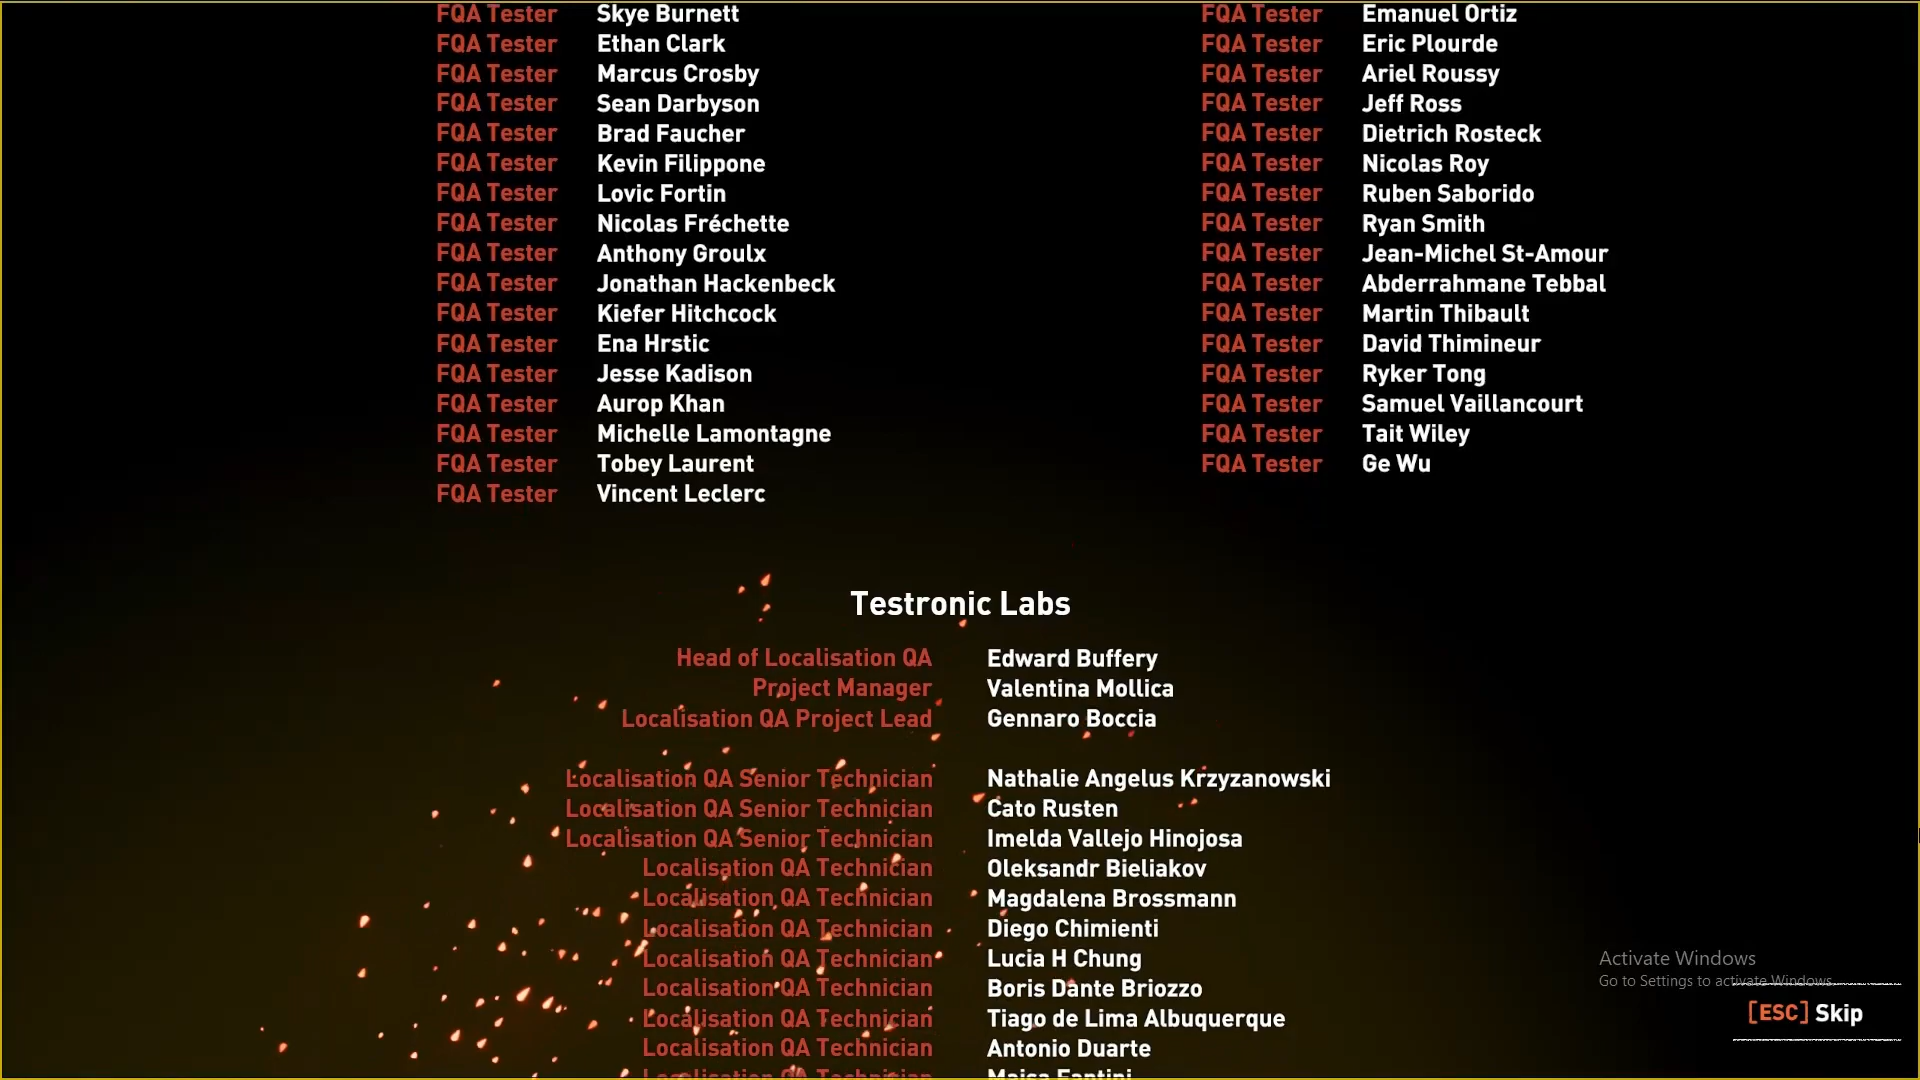 FQA Tester Skye Burnett
FQA Tester Ethan Clark
FQA Tester Marcus Crosby
FQA Tester Sean Darbyson
FQA Tester Brad Faucher
FQA Tester Kevin Filippone
FQA Tester Lovic Fortin
FQA Tester Nicolas Fréchette
FQA Tester Anthony Groulx
FQA Tester Jonathan Hackenbeck
FQA Tester Kiefer Hitchcock
FQA Tester Ena Hrstic
FQA Tester Jesse Kadison
FQA Tester Aurop Khan
FQA Tester Michelle Lamontagne
FQA Tester Tobey Laurent
FQA Tester Vincent Leclerc
FQA Tester Emanuel Ortiz
FQA Tester Eric Plourde
FQA Tester Ariel Roussy
FQA Tester Jeff Ross
FQA Tester Dietrich Rosteck
FQA Tester Nicolas Roy
FQA Tester Ruben Saborido
FQA Tester Ryan Smith
FQA Tester Jean-Michel St-Amour
FQA Tester Abderrahmane Tebbal
FQA Tester Martin Thibault
FQA Tester David Thimineur
FQA Tester Ryker Tong
FQA Tester Samuel Vaillancourt
FQA Tester Tait Wiley
FQA Tester Ge Wu
Testronic Labs
Head of Localisation QA Edward Buffery
Project Manager Valentina Mollica
Localisation QA Project Lead Gennaro Boccia
Localisation QA Senior Technician Nathalie Angelus Krzyzanowski
Localisation QA Senior Technician Cato Rusten
Localisation QA Senior Technician Imelda Vallejo Hinojosa
Localisation QA Technician Oleksandr Bieliakov
Localisation QA Technician Magdalena Brossmann
Localisation QA Technician Diego Chimienti
Localisation QA Technician Lucia H Chung
Localisation QA Technician Boris Dante Briozzo
Localisation QA Technician Tiago de Lima Albuquerque
Localisation QA Technician Antonio Duarte
Localisation QA Technician Maisa Fantini
Activate Windows
Go to Settings to activate Windows.
[ESC] Skip